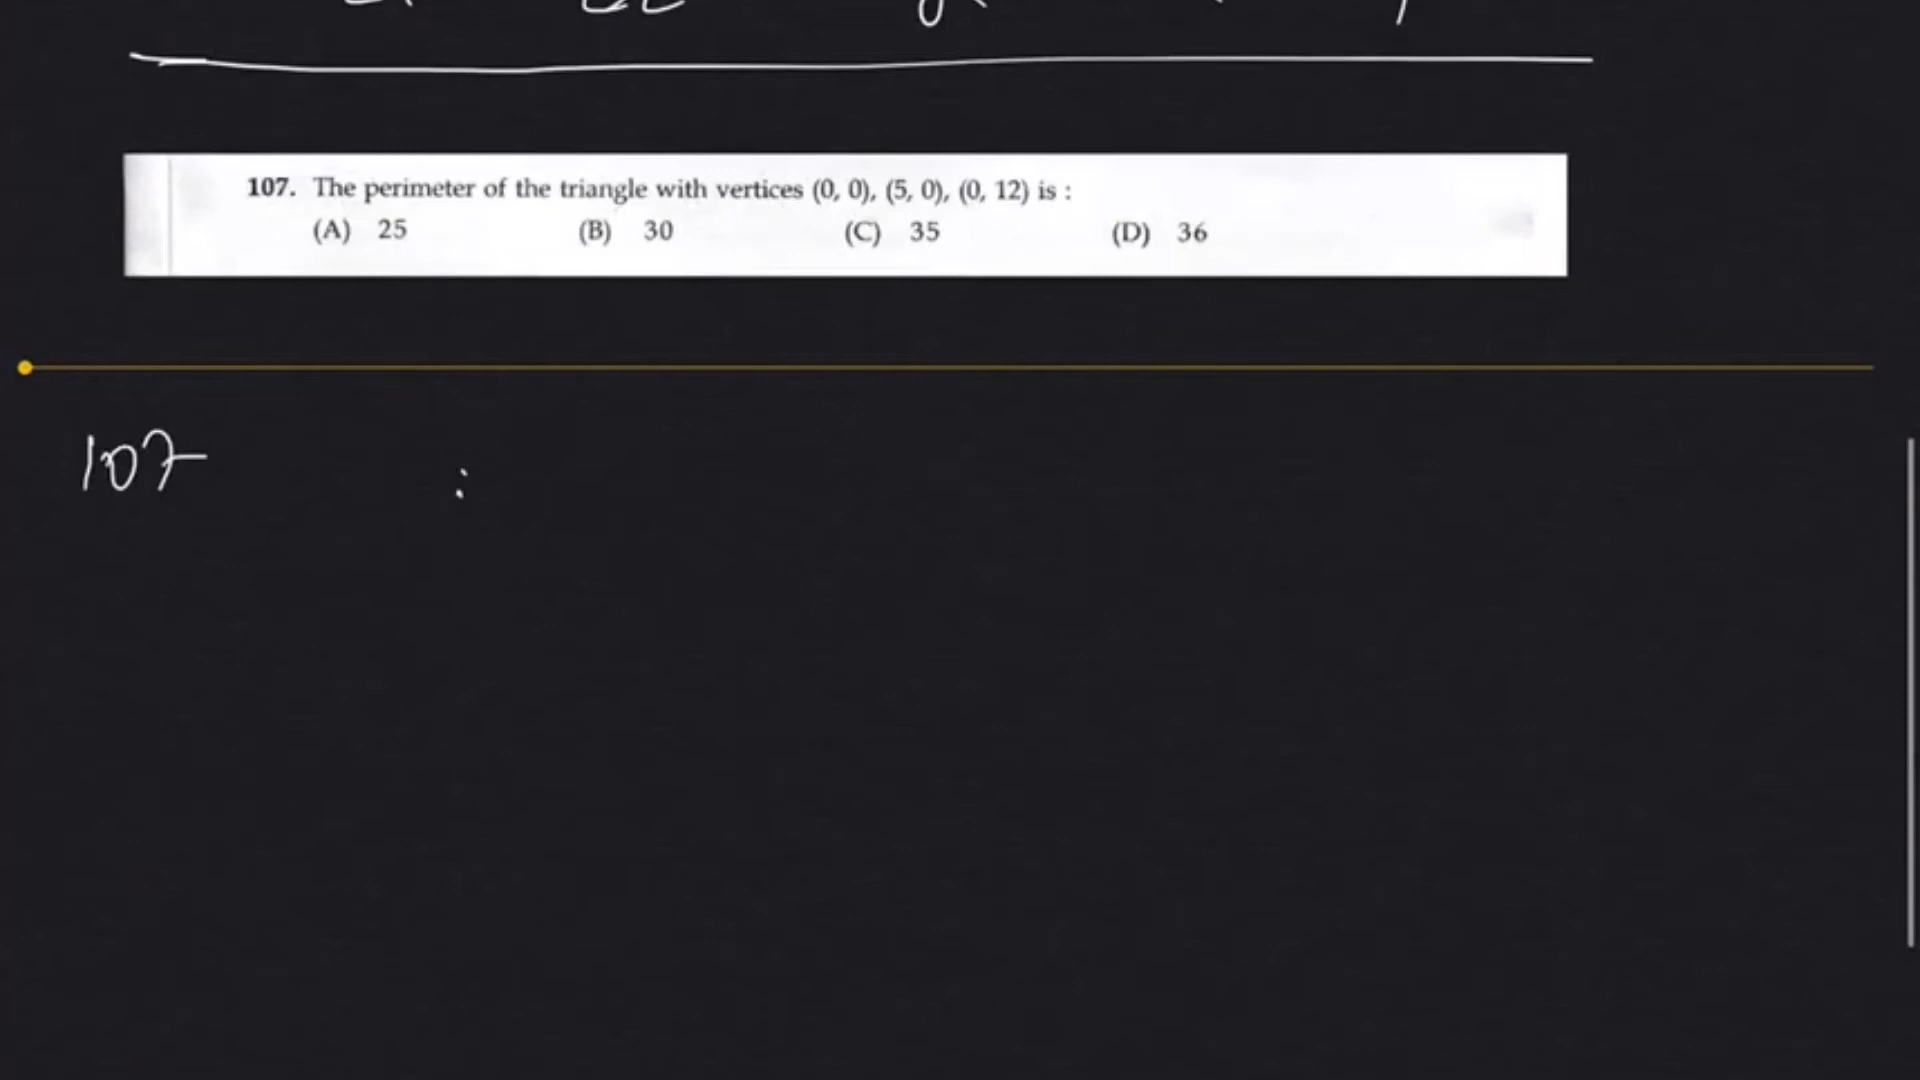 107. The perimeter of the triangle with vertices (0, 0), (5, 0), (0, 12) is :
(A) 25 (B) 30 (C) 35 (D) 36
107 :